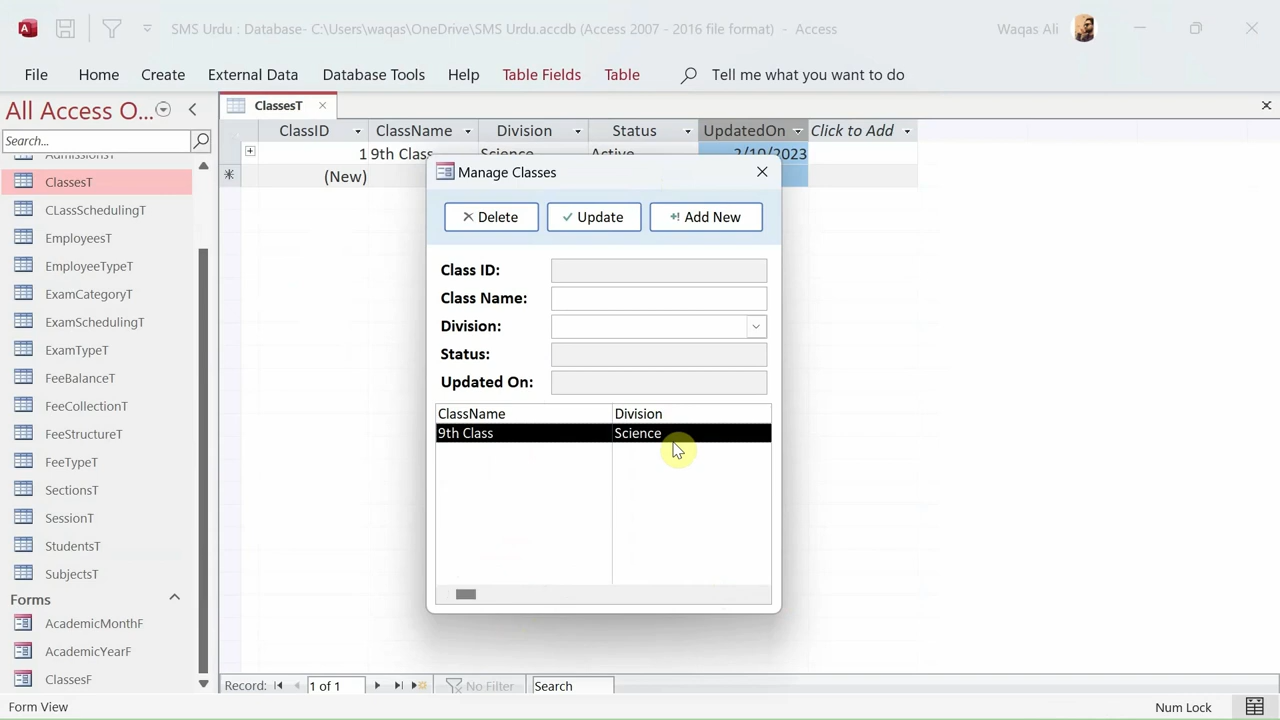 SMS Urdu : Database- C:\Users\waqas\OneDrive\SMS Urdu.accdb (Access 2007 - 2016 file format) - Access
Waqas Ali
File Home Create External Data Database Tools Help Table Fields Table Tell me what you want to do
All Access O...
Search...
ClassesT
CLassSchedulingT
EmployeesT
EmployeeTypeT
ExamCategoryT
ExamSchedulingT
ExamTypeT
FeeBalanceT
FeeCollectionT
FeeStructureT
FeeTypeT
SectionsT
SessionT
StudentsT
SubjectsT
Forms
AcademicMonthF
AcademicYearF
ClassesF
ClassesT
ClassID ClassName Division Status UpdatedOn Click to Add
1 9th Class Science Active 2/10/2023
(New)
Manage Classes
Delete Update Add New
Class ID:
Class Name:
Division:
Status:
Updated On:
ClassName Division
9th Class Science
Record: 1 of 1 No Filter Search
Form View
Num Lock